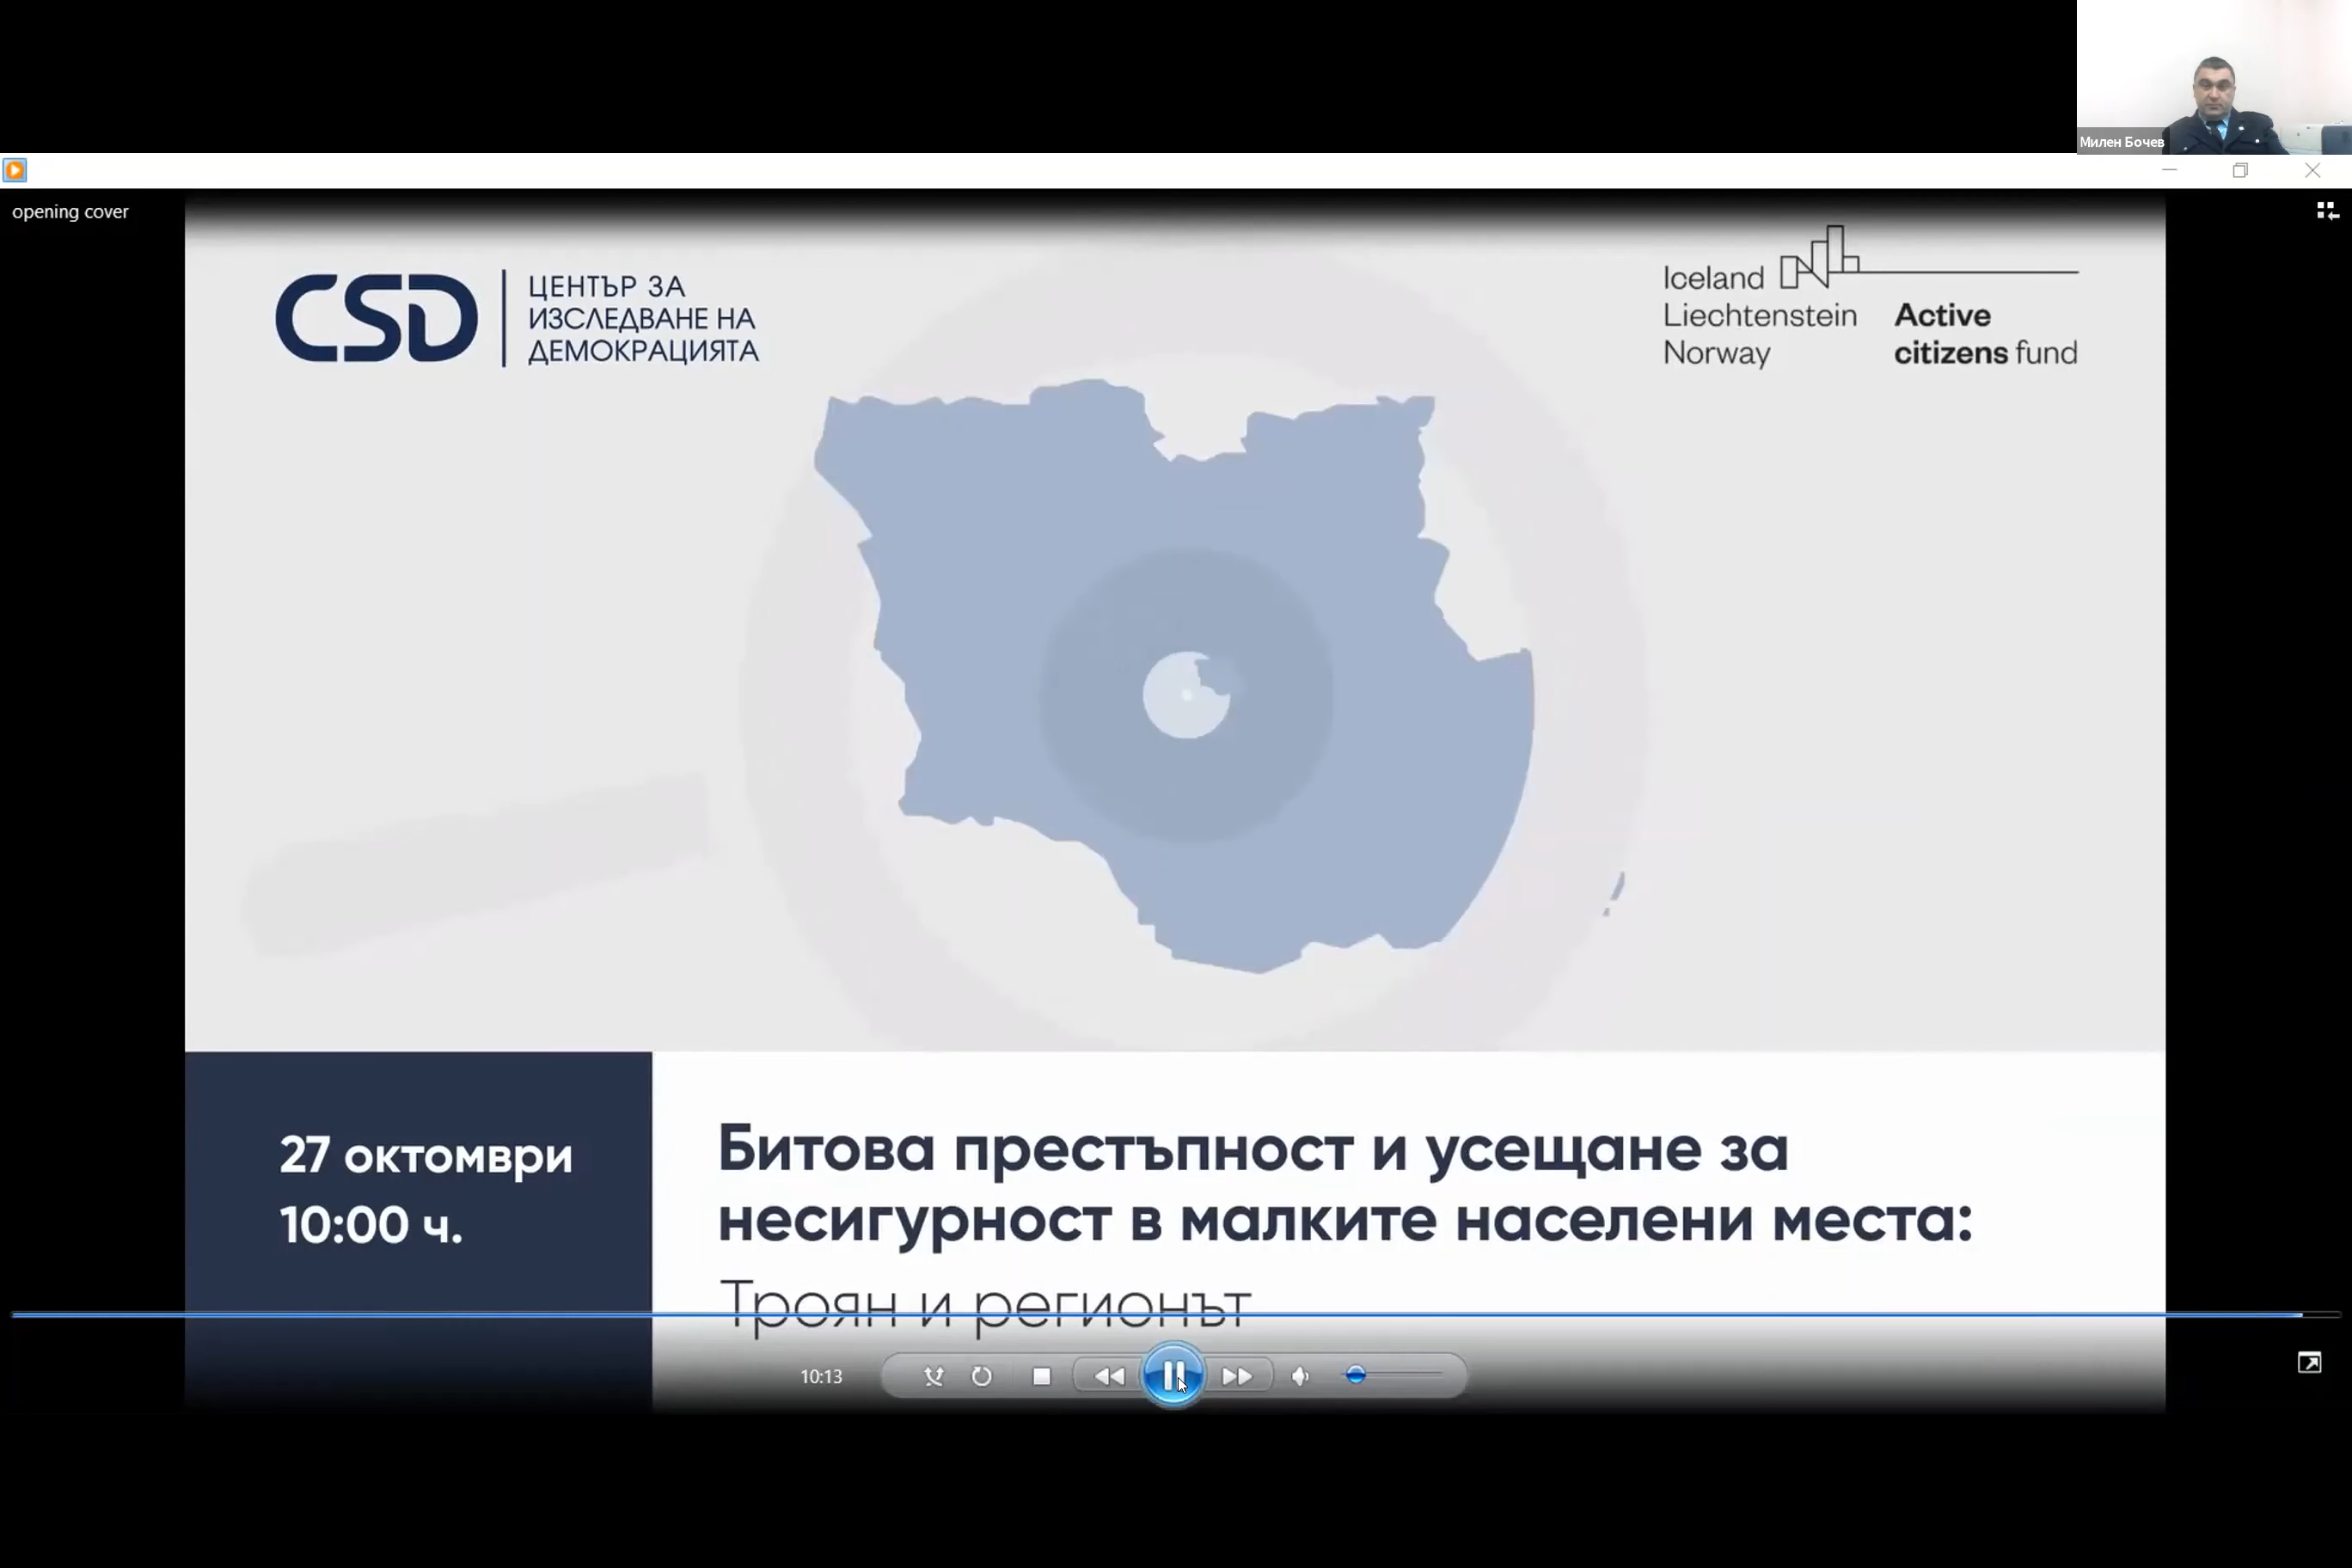 Милен Бочев
opening cover
CSD
ЦЕНТЪР ЗА
ИЗСЛЕДВАНЕ НА
ДЕМОКРАЦИЯТА
Iceland
Liechtenstein
Norway
Active
citizens fund
27 октомври
10:00 ч.
Битова престъпност и усещане за
несигурност в малките населени места:
Троян и регионът
10:13